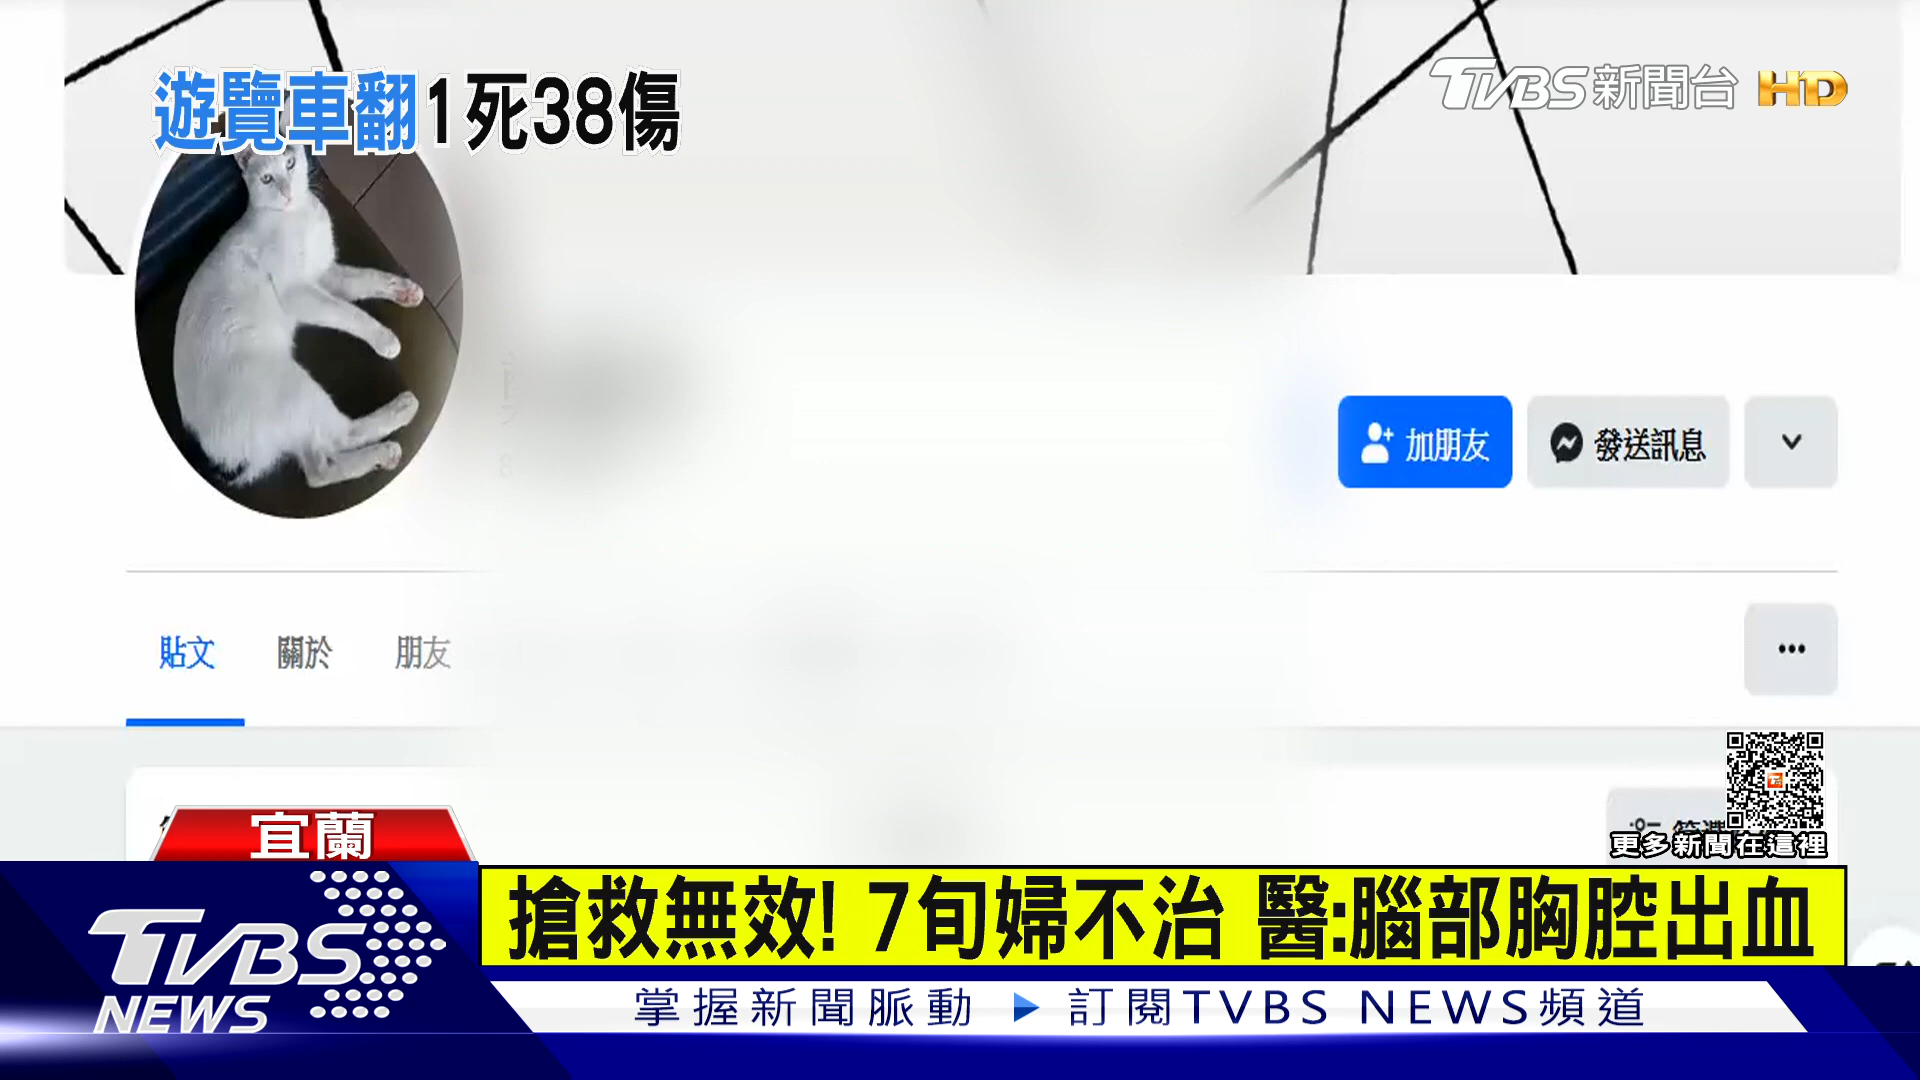 遊覽車翻1死38傷
TVBS新聞台 HD
加朋友
發送訊息
貼文
關於
朋友
更多新聞在這裡
宜蘭
搶救無效! 7旬婦不治 醫:腦部胸腔出血
TVBS
NEWS
掌握新聞脈動 ▶ 訂閱TVBS NEWS頻道